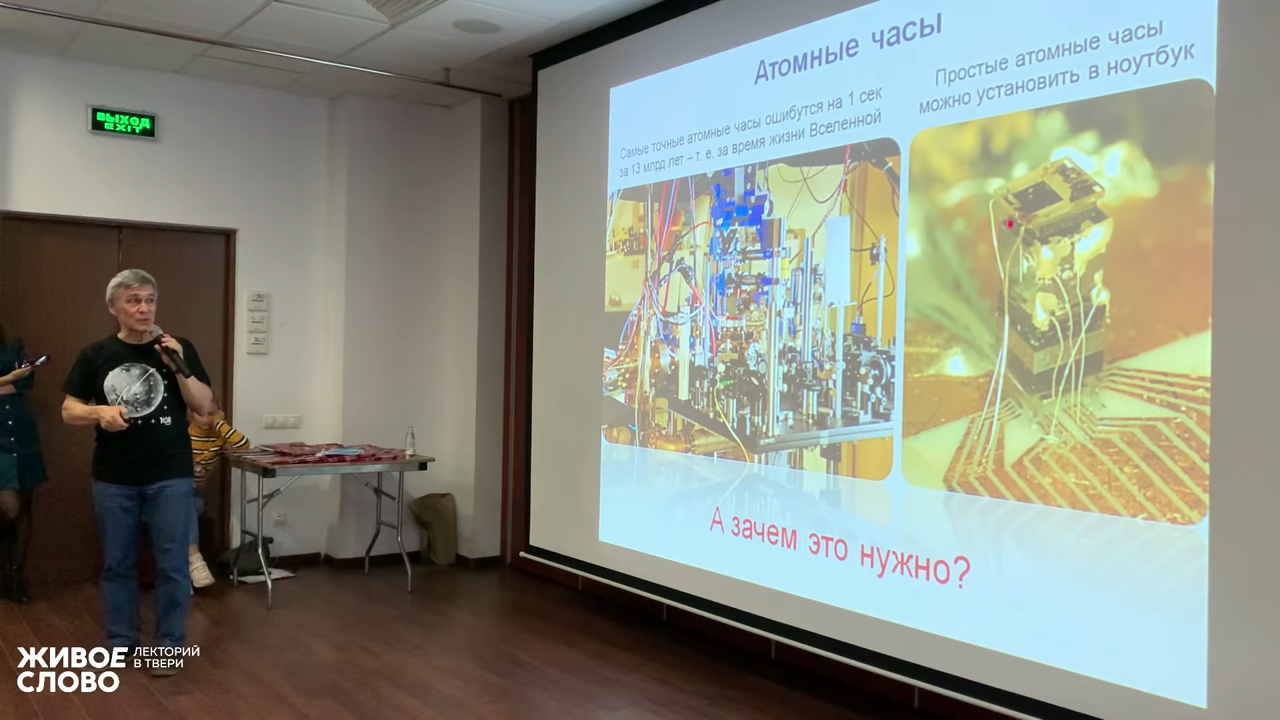 ВЫХОД
EXIT
Атомные часы
Самые точные атомные часы ошибутся на 1 сек
за 13 млрд лет – т. е. за время жизни Вселенной
Простые атомные часы
можно установить в ноутбук
А зачем это нужно?
ЖИВОЕ
СЛОВО
ЛЕКТОРИЙ
В ТВЕРИ